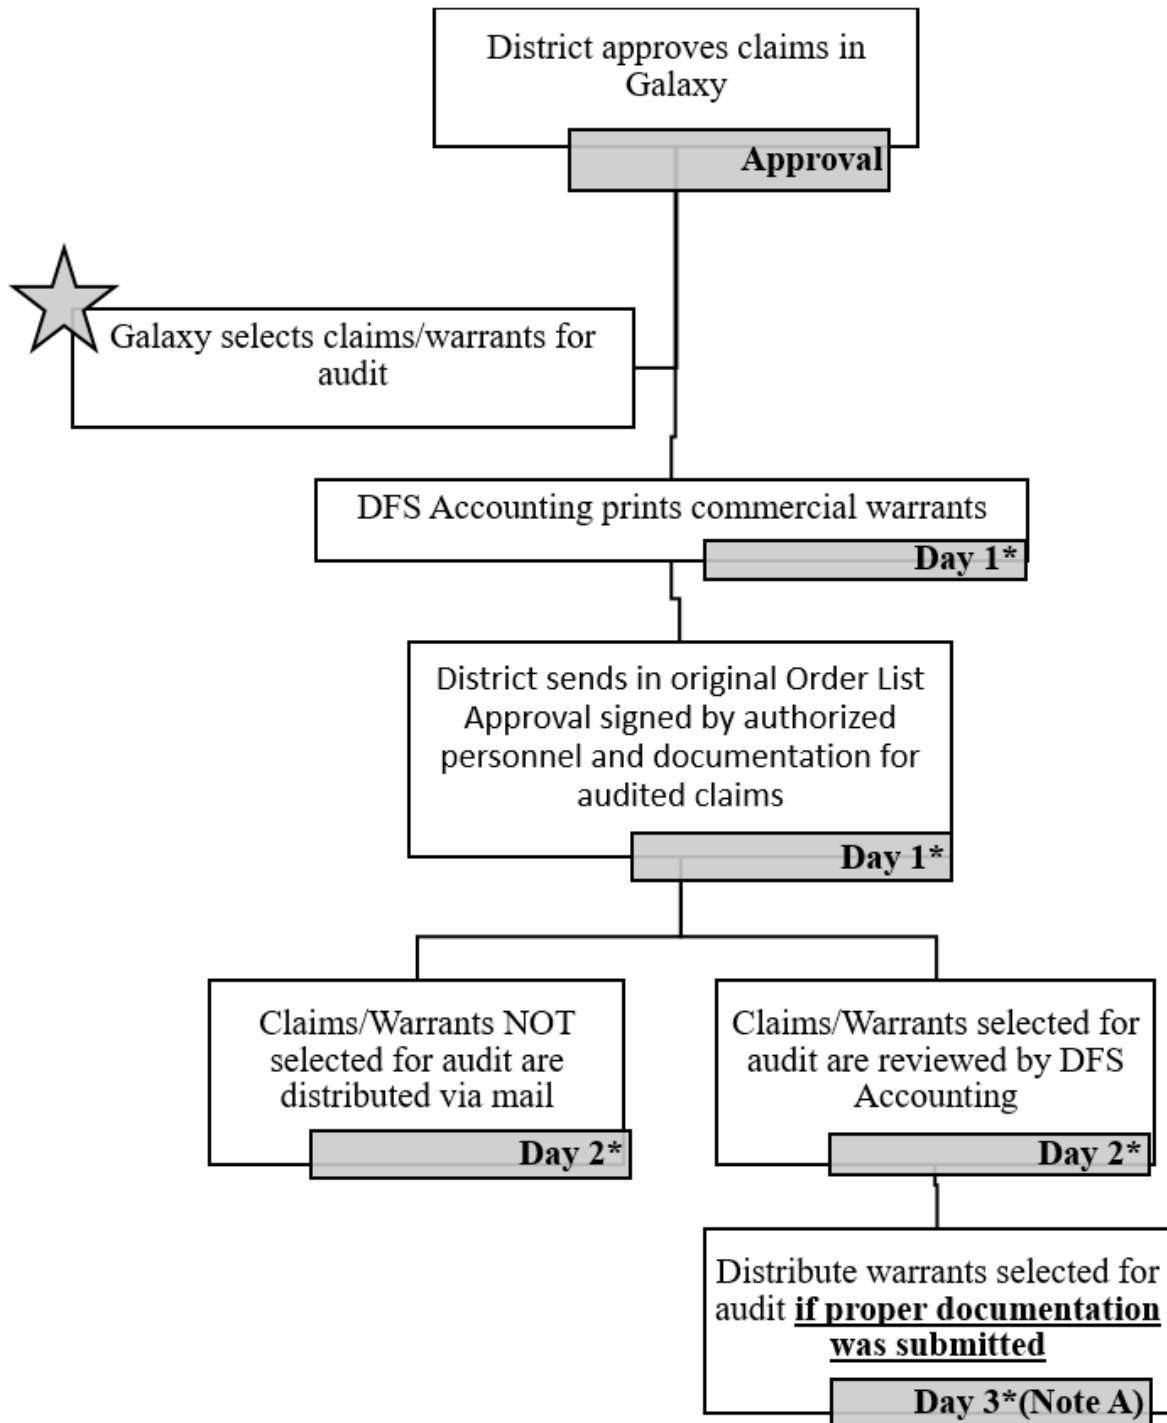 District approves claims in
Galaxy
Approval
Galaxy selects claims/warrants for
audit
DFS Accounting prints commercial warrants
Day 1*
District sends in original Order List
Approval signed by authorized
personnel and documentation for
audited claims
Day 1*
Claims/Warrants NOT
selected for audit are
distributed via mail
Day 2*
Claims/Warrants selected for
audit are reviewed by DFS
Accounting
Day 2*
Distribute warrants selected for
audit if proper documentation
was submitted
Day 3*(Note A)